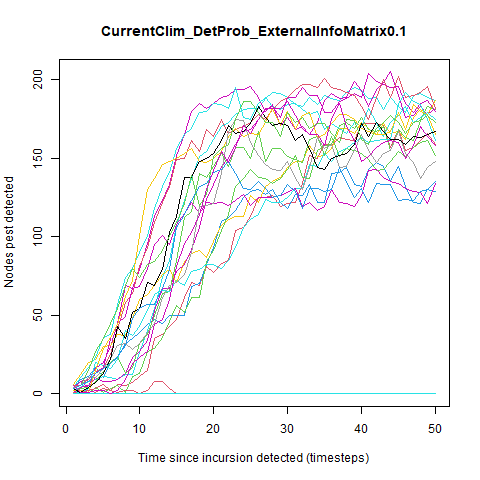 CurrentClim_DetProb_ExternalInfoMatrix0.1
Nodes pest detected
200
150
100
50
0
0 10 20 30 40 50
Time since incursion detected (timesteps)